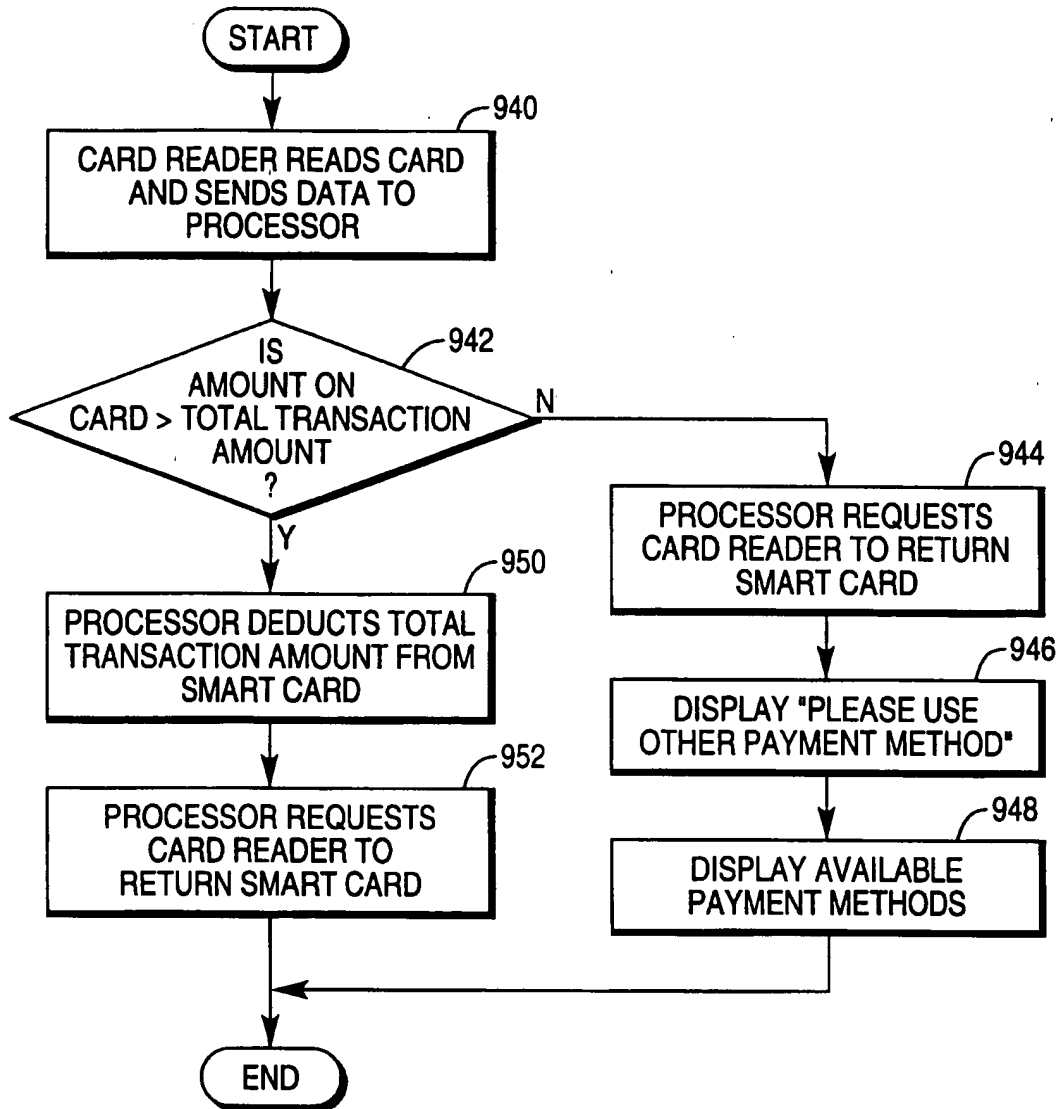 START
940
CARD READER READS CARD
AND SENDS DATA TO
PROCESSOR
942
IS
AMOUNT ON
CARD > TOTAL TRANSACTION
AMOUNT
?
N
Y
944
PROCESSOR REQUESTS
CARD READER TO RETURN
SMART CARD
950
PROCESSOR DEDUCTS TOTAL
TRANSACTION AMOUNT FROM
SMART CARD
946
DISPLAY "PLEASE USE
OTHER PAYMENT METHOD"
952
PROCESSOR REQUESTS
CARD READER TO
RETURN SMART CARD
948
DISPLAY AVAILABLE
PAYMENT METHODS
END